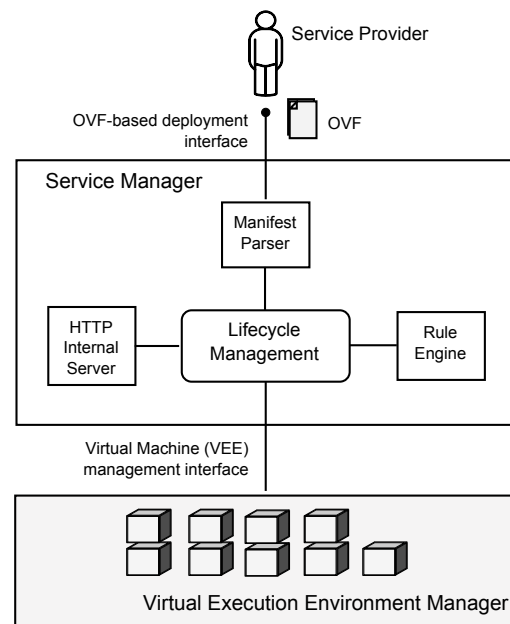 Service Provider
OVF-based deployment
interface
OVF
Service Manager
Manifest
Parser
HTTP
Internal
Server
Lifecycle
Management
Rule
Engine
Virtual Machine (VEE)
management interface
Virtual Execution Environment Manager